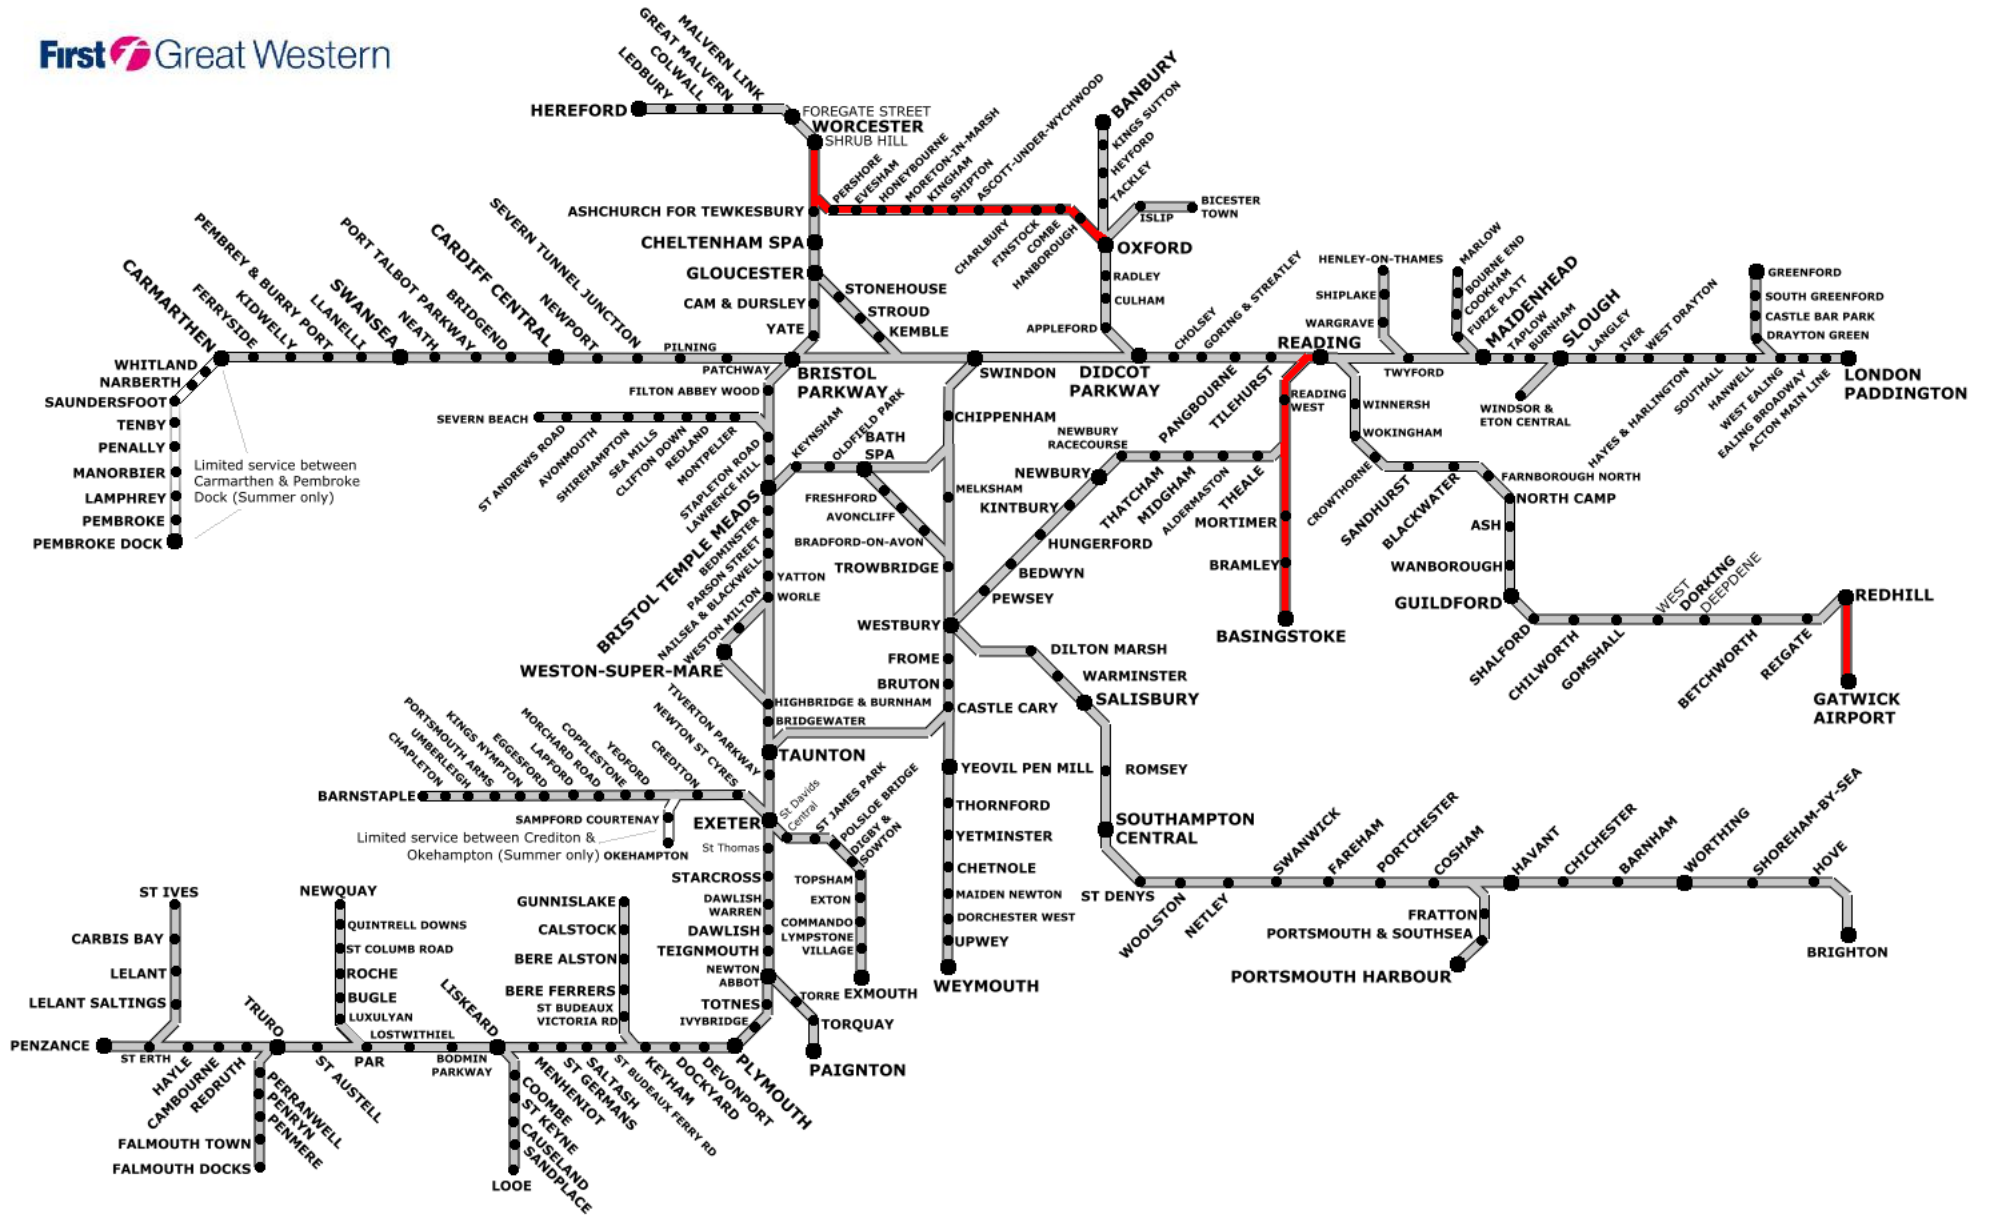 First Great Western
MALVERN LINK
GREAT MALVERN
COLWALL
LEDBURY
HEREFORD
FOREGATE STREET
WORCESTER
SHRUB HILL
PERSHORE
EVESHAM
HONEYBOURNE
MORETON-IN-MARSH
KINGHAM
SHIPTON
ASCOTT-UNDER-WYCHWOOD
CHARLBURY
FINSTOCK
COMBE
HANBOROUGH
BANBURY
KINGS SUTTON
HEYFORD
TACKLEY
BICESTER
TOWN
ISLIP
OXFORD
RADLEY
CULHAM
APPLEFORD
ASHCHURCH FOR TEWKESBURY
CHELTENHAM SPA
GLOUCESTER
CAM & DURSLEY
YATE
STONEHOUSE
STROUD
KEMBLE
CARMARTHEN
FERRYSIDE
KIDWELLY
PEMBREY & BURRY PORT
LLANELLI
SWANSEA
NEATH
PORT TALBOT PARKWAY
BRIDGEND
CARDIFF CENTRAL
NEWPORT
SEVERN TUNNEL JUNCTION
PILNING
PATCHWAY
BRISTOL
PARKWAY
SWINDON
DIDCOT
PARKWAY
CHOLSEY
GORING & STREATLEY
PANGBOURNE
TILEHURST
READING
HENLEY-ON-THAMES
SHIPLAKE
WARGRAVE
TWYFORD
MARLOW
BOURNE END
COOKHAM
FURZE PLATT
MAIDENHEAD
TAPLOW
BURNHAM
SLOUGH
WINDSOR &
ETON CENTRAL
LANGLEY
IVER
WEST DRAYTON
HAYES & HARLINGTON
SOUTHALL
HANWELL
WEST EALING
EALING BROADWAY
ACTON MAIN LINE
GREENFORD
SOUTH GREENFORD
CASTLE BAR PARK
DRAYTON GREEN
LONDON
PADDINGTON
WHITLAND
NARBERTH
SAUNDERSFOOT
TENBY
PENALLY
MANORBIER
LAMPHREY
PEMBROKE
PEMBROKE DOCK
Limited service between
Carmarthen & Pembroke
Dock (Summer only)
FILTON ABBEY WOOD
SEVERN BEACH
ST ANDREWS ROAD
AVONMOUTH
SHIREHAMPTON
SEA MILLS
CLIFTON DOWN
REDLAND
MONTPELIER
STAPLETON ROAD
LAWRENCE HILL
BRISTOL TEMPLE MEADS
KEYNSHAM
OLDFIELD PARK
BATH
SPA
FRESHFORD
AVONCLIFF
BRADFORD-ON-AVON
CHIPPENHAM
MELKSHAM
TROWBRIDGE
WESTBURY
BEDMINSTER
PARSON STREET
NAILSEA & BLACKWELL
YATTON
WORLE
WESTON MILTON
WESTON-SUPER-MARE
HIGHBRIDGE & BURNHAM
BRIDGEWATER
TAUNTON
NEWBURY
RACECOURSE
NEWBURY
KINTBURY
HUNGERFORD
BEDWYN
PEWSEY
THATCHAM
MIDGHAM
ALDERMASTON
THEALE
READING
WEST
MORTIMER
BRAMLEY
BASINGSTOKE
WINNERSH
WOKINGHAM
CROWTHORNE
SANDHURST
BLACKWATER
FARNBOROUGH NORTH
NORTH CAMP
ASH
WANBOROUGH
GUILDFORD
SHALFORD
CHILWORTH
GOMSHALL
WEST
DORKING
DEEPDENE
BETCHWORTH
REIGATE
REDHILL
GATWICK
AIRPORT
FROME
BRUTON
CASTLE CARY
YEOVIL PEN MILL
THORNFORD
YETMINSTER
CHETNOLE
MAIDEN NEWTON
DORCHESTER WEST
UPWEY
WEYMOUTH
DILTON MARSH
WARMINSTER
SALISBURY
ROMSEY
SOUTHAMPTON
CENTRAL
ST DENYS
WOOLSTON
NETLEY
SWANWICK
FAREHAM
PORTCHESTER
COSHAM
HAVANT
CHICHESTER
BARNHAM
WORTHING
SHOREHAM-BY-SEA
HOVE
BRIGHTON
FRATTON
PORTSMOUTH & SOUTHSEA
PORTSMOUTH HARBOUR
TIVERTON PARKWAY
BARNSTAPLE
CHAPLETON
UMBERLEIGH
PORTSMOUTH ARMS
KINGS NYMPTON
EGGESFORD
LAPFORD
MORCHARD ROAD
COPPLESTONE
YEOFORD
CREDITON
NEWTON ST CYRES
SAMPFORD COURTENAY
OKEHAMPTON
Limited service between Crediton &
Okehampton (Summer only)
EXETER
St Davids
Central
St Thomas
ST JAMES PARK
POLSLOE BRIDGE
DIGBY &
SOWTON
TOPSHAM
EXTON
COMMANDO
LYMPSTONE
VILLAGE
EXMOUTH
STARCROSS
DAWLISH
WARREN
DAWLISH
TEIGNMOUTH
NEWTON
ABBOT
TORRE
TORQUAY
PAIGNTON
TOTNES
IVYBRIDGE
PLYMOUTH
DEVONPORT
DOCKYARD
KEYHAM
ST BUDEAUX FERRY RD
SALTASH
ST GERMANS
MENHENIOT
GUNNISLAKE
CALSTOCK
BERE ALSTON
BERE FERRERS
ST BUDEAUX
VICTORIA RD
LISKEARD
COOMBE
ST KEYNE
CAUSELAND
SANDPLACE
LOOE
BODMIN
PARKWAY
LOSTWITHIEL
PAR
NEWQUAY
QUINTRELL DOWNS
ST COLUMB ROAD
ROCHE
BUGLE
LUXULYAN
ST AUSTELL
TRURO
PERRANWELL
PENRYN
PENMERE
FALMOUTH TOWN
FALMOUTH DOCKS
REDRUTH
CAMBOURNE
HAYLE
ST ERTH
ST IVES
CARBIS BAY
LELANT
LELANT SALTINGS
PENZANCE